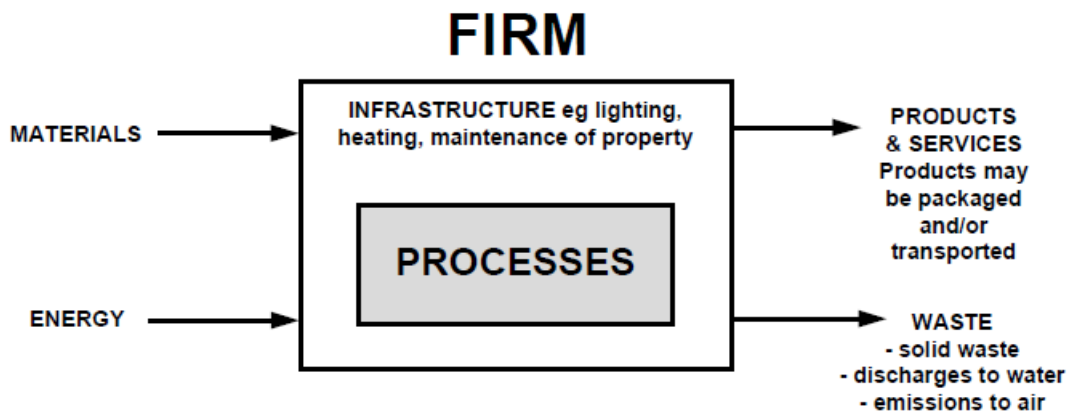 FIRM
INFRASTRUCTURE eg lighting,
heating, maintenance of property
MATERIALS
PROCESSES
ENERGY
PRODUCTS
& SERVICES
Products may
be packaged
and/or
transported
WASTE
- solid waste
- discharges to water
- emissions to air